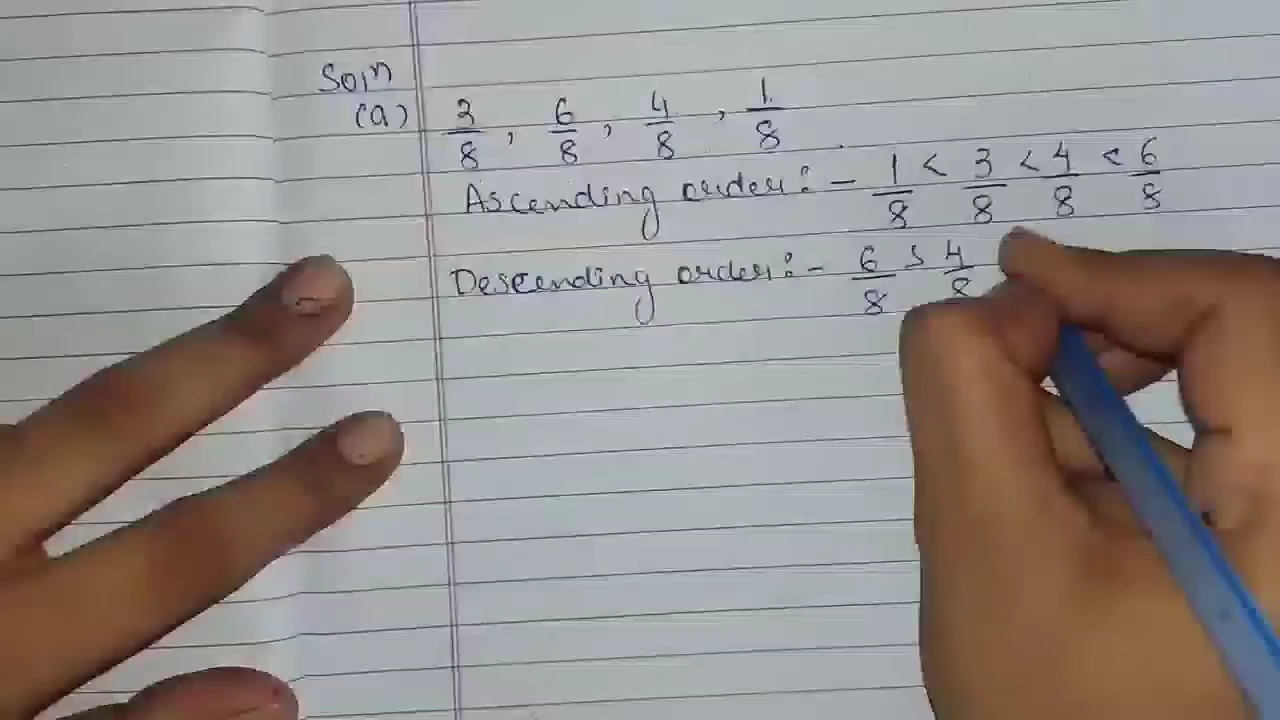 Soln
(a) 3/8 , 6/8 , 4/8 , 1/8
Ascending order:- 1/8 < 3/8 < 4/8 < 6/8
Descending order:- 6/8 > 4/8